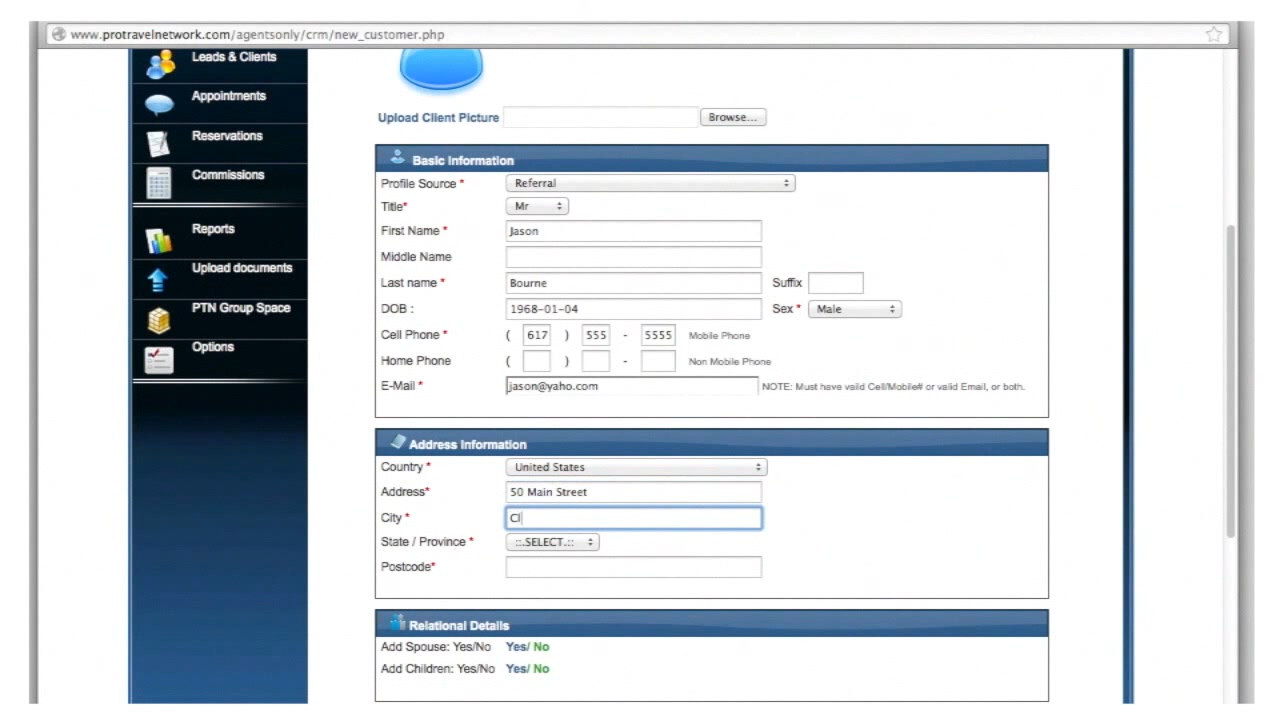 www.protravelnetwork.com/agentsonly/crm/new_customer.php
Leads & Clients
Appointments
Reservations
Commissions
Reports
Upload documents
PTN Group Space
Options
Upload Client Picture Browse...
Basic Information
Profile Source * Referral
Title* Mr
First Name * Jason
Middle Name
Last name * Bourne Suffix
DOB : 1968-01-04 Sex * Male
Cell Phone * ( 617 ) 555 - 5555 Mobile Phone
Home Phone ( ) - Non Mobile Phone
E-Mail * jason@yaho.com NOTE: Must have valid Cell/Mobile# or valid Email, or both.
Address Information
Country * United States
Address* 50 Main Street
City * Cl
State / Province * ::.SELECT.::
Postcode*
Relational Details
Add Spouse: Yes/No Yes/ No
Add Children: Yes/No Yes/ No